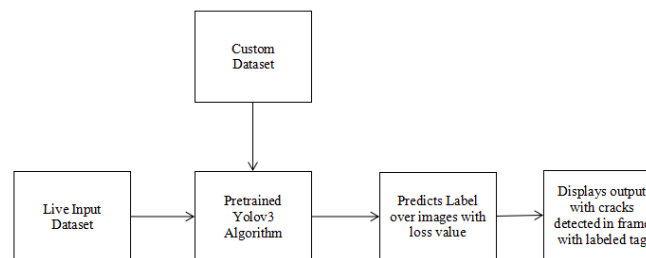 Custom
Dataset
Live Input
Dataset
Pretrained
Yolov3
Algorithm
Predicts Label
over images with
loss value
Displays output
with cracks
detected in frame
with labeled tag